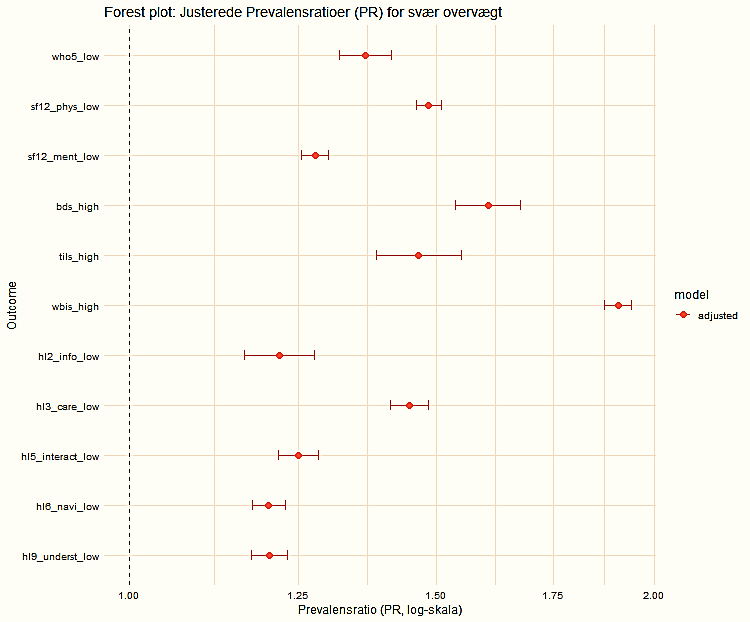 Forest plot: Justerede Prevalensratioer (PR) for svær overvægt
who5_low
sf12_phys_low
sf12_ment_low
bds_high
tils_high
wbis_high
hl2_info_low
hl3_care_low
hl5_interact_low
hl6_navi_low
hl9_underst_low
Outcome
1.00 1.25 1.50 1.75 2.00
Prevalensratio (PR, log-skala)
model
adjusted